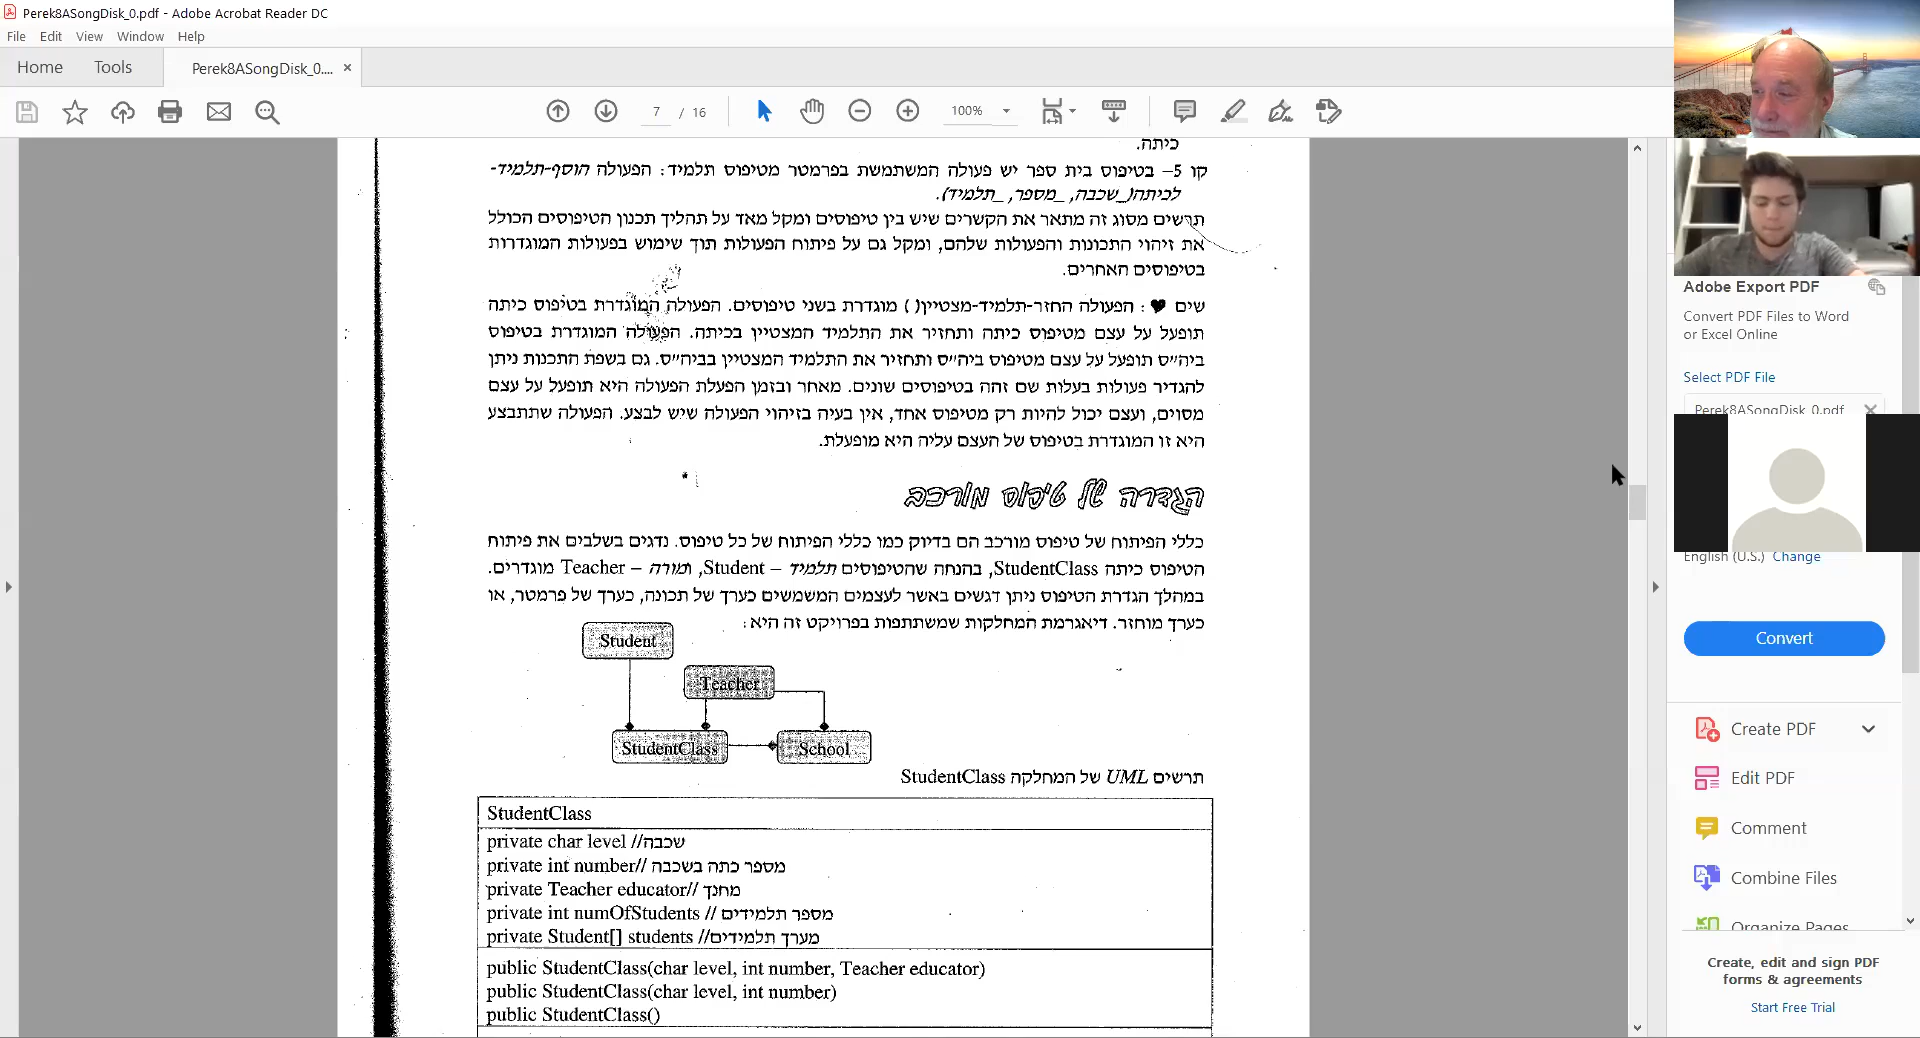 Perek8ASongDisk_0.pdf - Adobe Acrobat Reader DC
File Edit View Window Help
Home Tools Perek8ASongDisk_0.... ×
7 / 16 100%
כיתה.
קו 5– בטיפוס בית ספר יש פעולה המשתמשת בפרמטר מטיפוס תלמיד: הפעולה הוסף-תלמיד-
לכיתה(_שכבה, _מספר, _תלמיד).
תרשים מסוג זה מתאר את הקשרים שיש בין טיפוסים ומקל מאד על תהליך תכנון הטיפוסים הכולל
את זיהוי התכונות והפעולות שלהם, ומקל גם על פיתוח הפעולות תוך שימוש בפעולות המוגדרות
בטיפוסים האחרים.
שים ♥: הפעולה החזר-תלמיד-מצטיין( ) מוגדרת בשני טיפוסים. הפעולה המוגדרת בטיפוס כיתה
תופעל על עצם מטיפוס כיתה ותחזיר את התלמיד המצטיין בכיתה. הפעולה המוגדרת בטיפוס
ביה״ס תופעל על עצם מטיפוס ביה״ס ותחזיר את התלמיד המצטיין בביה״ס. גם בשפת התכנות ניתן
להגדיר פעולות בעלות שם זהה בטיפוסים שונים. מאחר ובזמן הפעלת הפעולה היא תופעל על עצם
מסוים, ועצם יכול להיות רק מטיפוס אחד, אין בעיה בזיהוי הפעולה שיש לבצע. הפעולה שתתבצע
היא זו המוגדרת בטיפוס של העצם עליה היא מופעלת.
הגדרה של טיפוס מורכב
כללי הפיתוח של טיפוס מורכב הם בדיוק כמו כללי הפיתוח של כל טיפוס. נדגים בשלבים את פיתוח
הטיפוס כיתה StudentClass, בהנחה שהטיפוסים תלמיד – Student, ומורה – Teacher מוגדרים.
במהלך הגדרת הטיפוס ניתן דגשים באשר לעצמים המשמשים כערך של תכונה, כערך של פרמטר, או
כערך מוחזר. דיאגרמת המחלקות שמשתתפות בפרויקט זה היא:
Student
Teacher
StudentClass School
תרשים UML של המחלקה StudentClass
StudentClass
private char level //שכבה
private int number// מספר כתה בשכבה
private Teacher educator// מחנך
private int numOfStudents // מספר תלמידים
private Student[] students //מערך תלמידים
public StudentClass(char level, int number, Teacher educator)
public StudentClass(char level, int number)
public StudentClass()
Adobe Export PDF
Convert PDF Files to Word
or Excel Online
Select PDF File
Perek8ASongDisk_0.pdf ×
English (U.S.) Change
Convert
Create PDF
Edit PDF
Comment
Combine Files
Organize Pages
Create, edit and sign PDF
forms & agreements
Start Free Trial